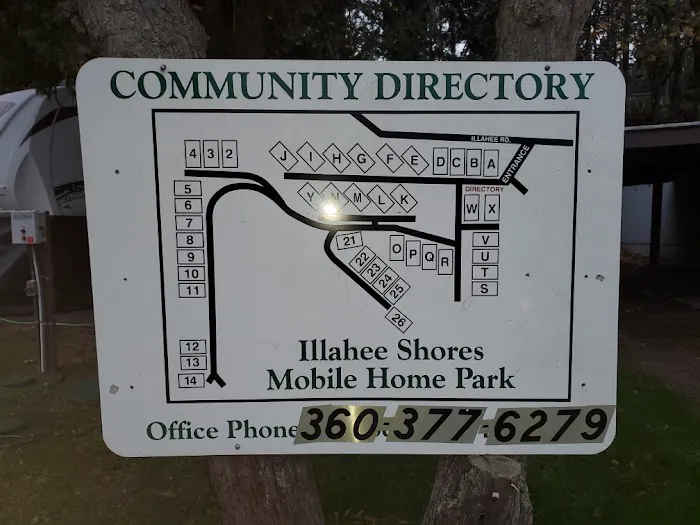 COMMUNITY DIRECTORY
ILLAHEE RD.
ENTRANCE
4 3 2
J I H G F E D C B A
DIRECTORY
5
6
7
8
9
10
11
Y M L K
W X
21
22
23
24
25
26
O P Q R
V
U
T
S
12
13
14
Illahee Shores
Mobile Home Park
Office Phone 360-377-6279